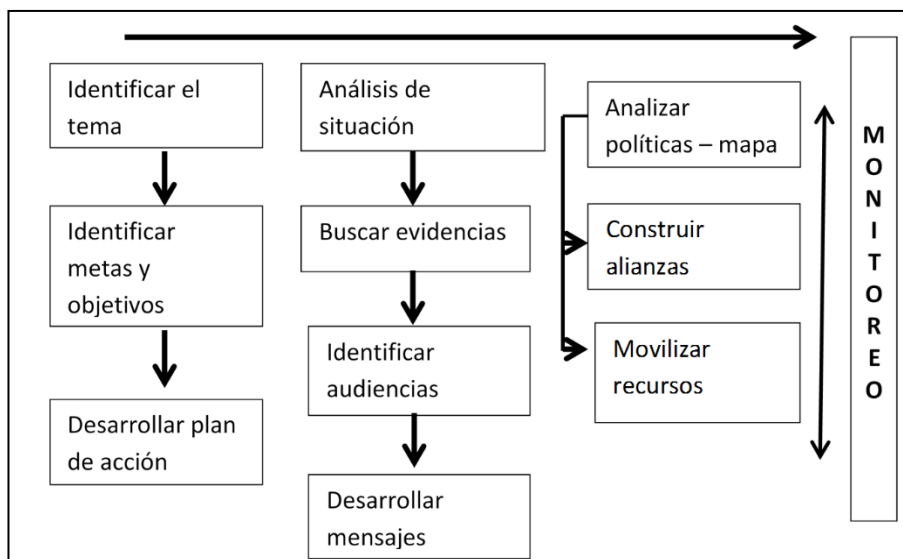 Identificar el
tema
Identificar
metas y
objetivos
Desarrollar plan
de acción
Análisis de
situación
Buscar evidencias
Identificar
audiencias
Desarrollar
mensajes
Analizar
políticas – mapa
Construir
alianzas
Movilizar
recursos
M
O
N
I
T
O
R
E
O